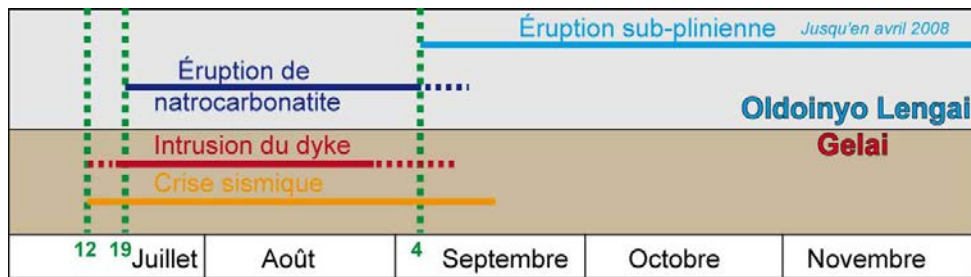 Éruption sub-plinienne Jusqu'en avril 2008
Éruption de
natrocarbonatite
Oldoinyo Lengai
Gelai
Intrusion du dyke
Crise sismique
12 19 Juillet Août 4 Septembre Octobre Novembre